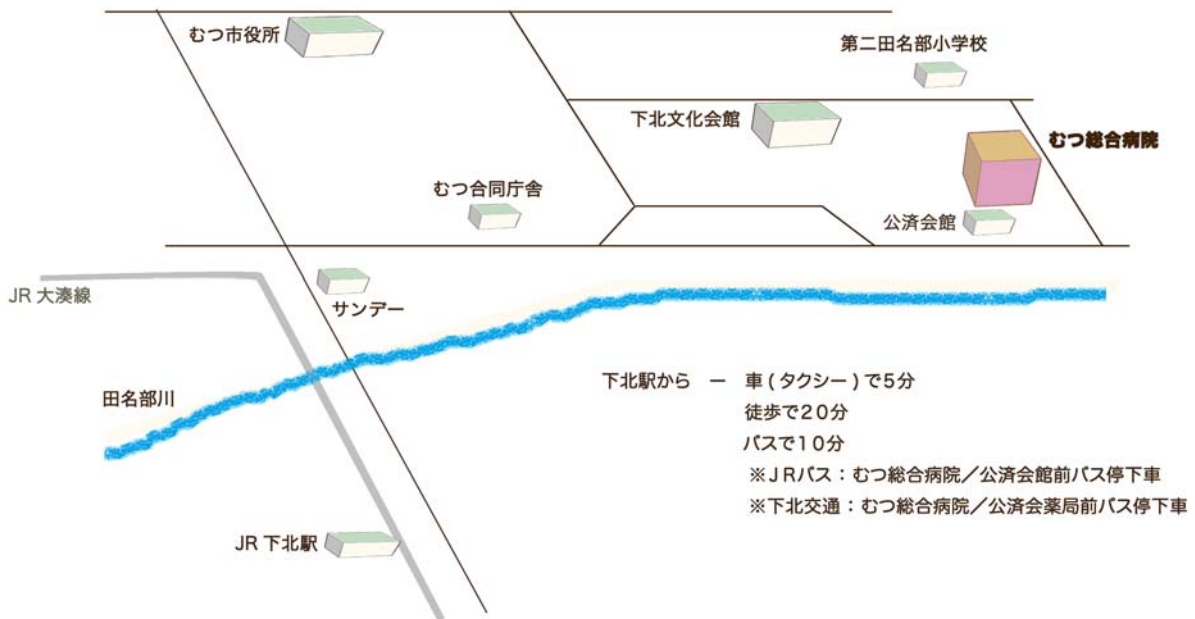 むつ市役所
第二田名部小学校
下北文化会館
むつ総合病院
むつ合同庁舎
公済会館
JR 大湊線
サンデー
田名部川
下北駅から － 車(タクシー)で5分
徒歩で20分
バスで10分
※JRバス：むつ総合病院／公済会館前バス停下車
※下北交通：むつ総合病院／公済会薬局前バス停下車
JR 下北駅